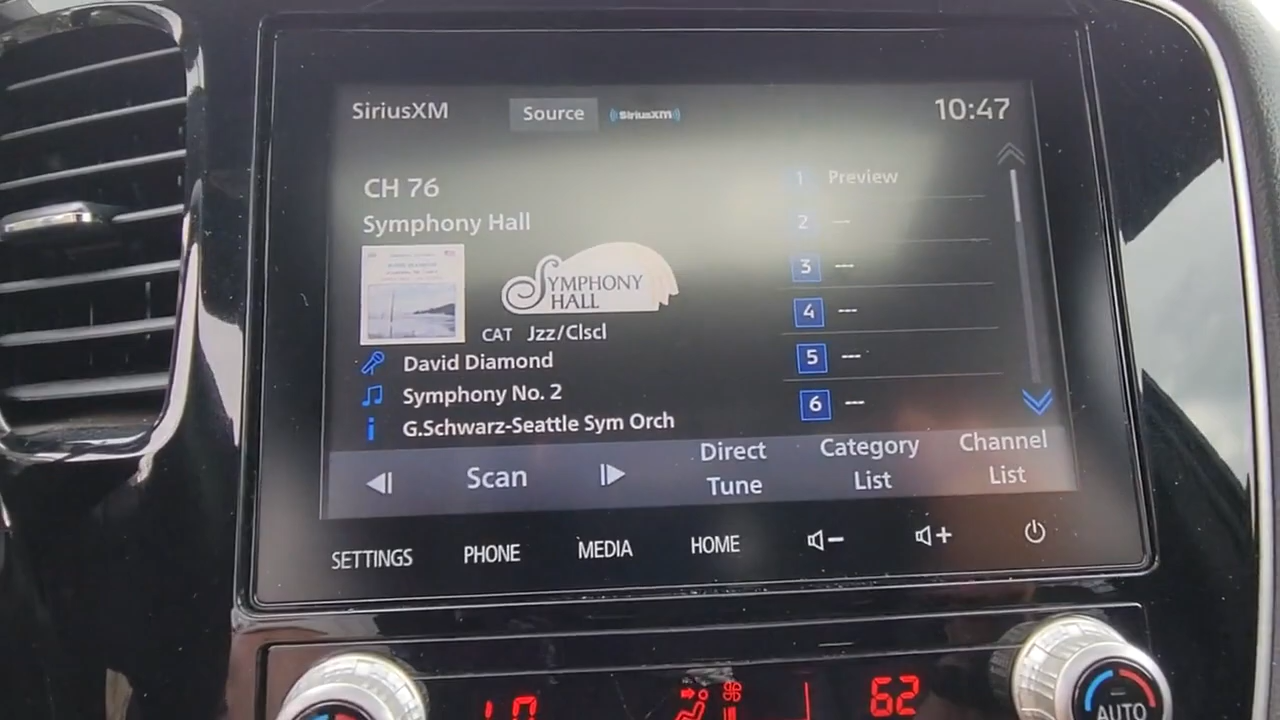 SiriusXM
Source
SiriusXM
10:47
CH 76
Symphony Hall
SYMPHONY
HALL
CAT Jzz/Clscl
David Diamond
Symphony No. 2
G.Schwarz-Seattle Sym Orch
1 Preview
2 ---
3 ---
4 ---
5 ---
6 ---
Scan
Direct
Tune
Category
List
Channel
List
SETTINGS
PHONE
MEDIA
HOME
62
AUTO